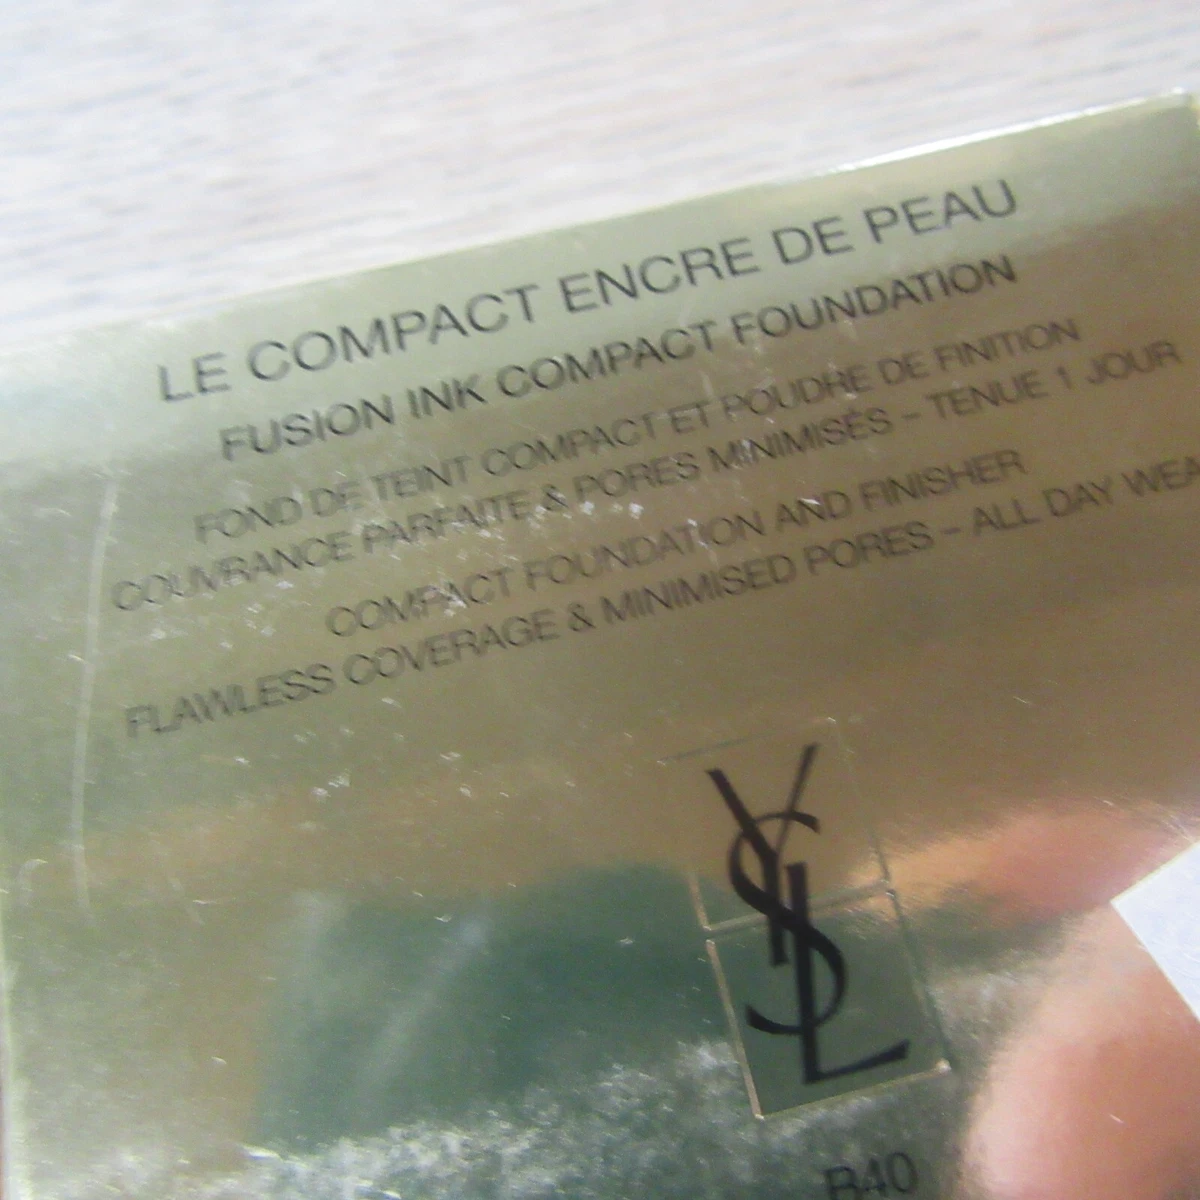 LE COMPACT ENCRE DE PEAU
FUSION INK COMPACT FOUNDATION
FOND DE TEINT COMPACT ET POUDRE DE FINITION
COUVRANCE PARFAITE & PORES MINIMISÉS – TENUE 1 JOUR
COMPACT FOUNDATION AND FINISHER
FLAWLESS COVERAGE & MINIMISED PORES – ALL DAY WEA
YSL
B40